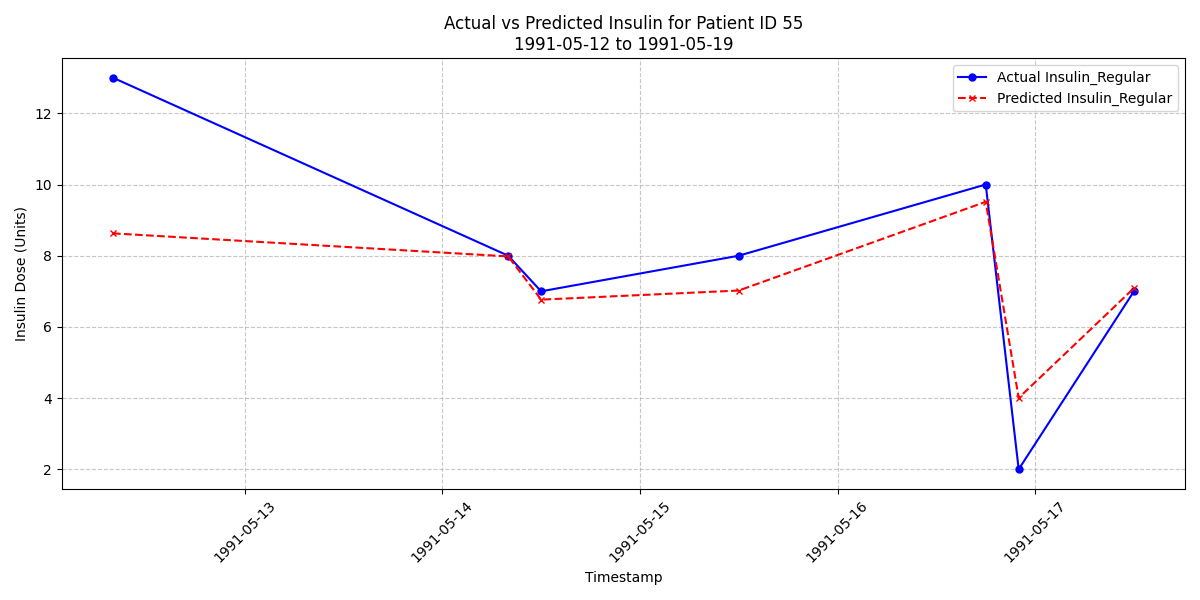 Actual vs Predicted Insulin for Patient ID 55
1991-05-12 to 1991-05-19
Actual Insulin_Regular
Predicted Insulin_Regular
Insulin Dose (Units)
12
10
8
6
4
2
1991-05-13
1991-05-14
1991-05-15
1991-05-16
1991-05-17
Timestamp